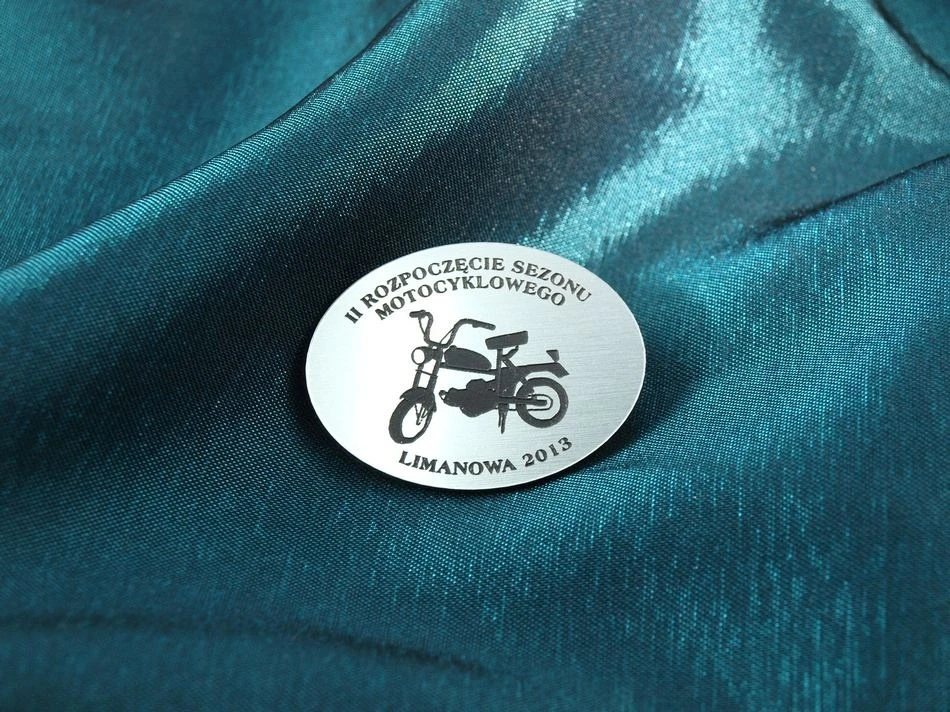 II ROZPOCZĘCIE SEZONU
MOTOCYKLOWEGO
LIMANOWA 2013